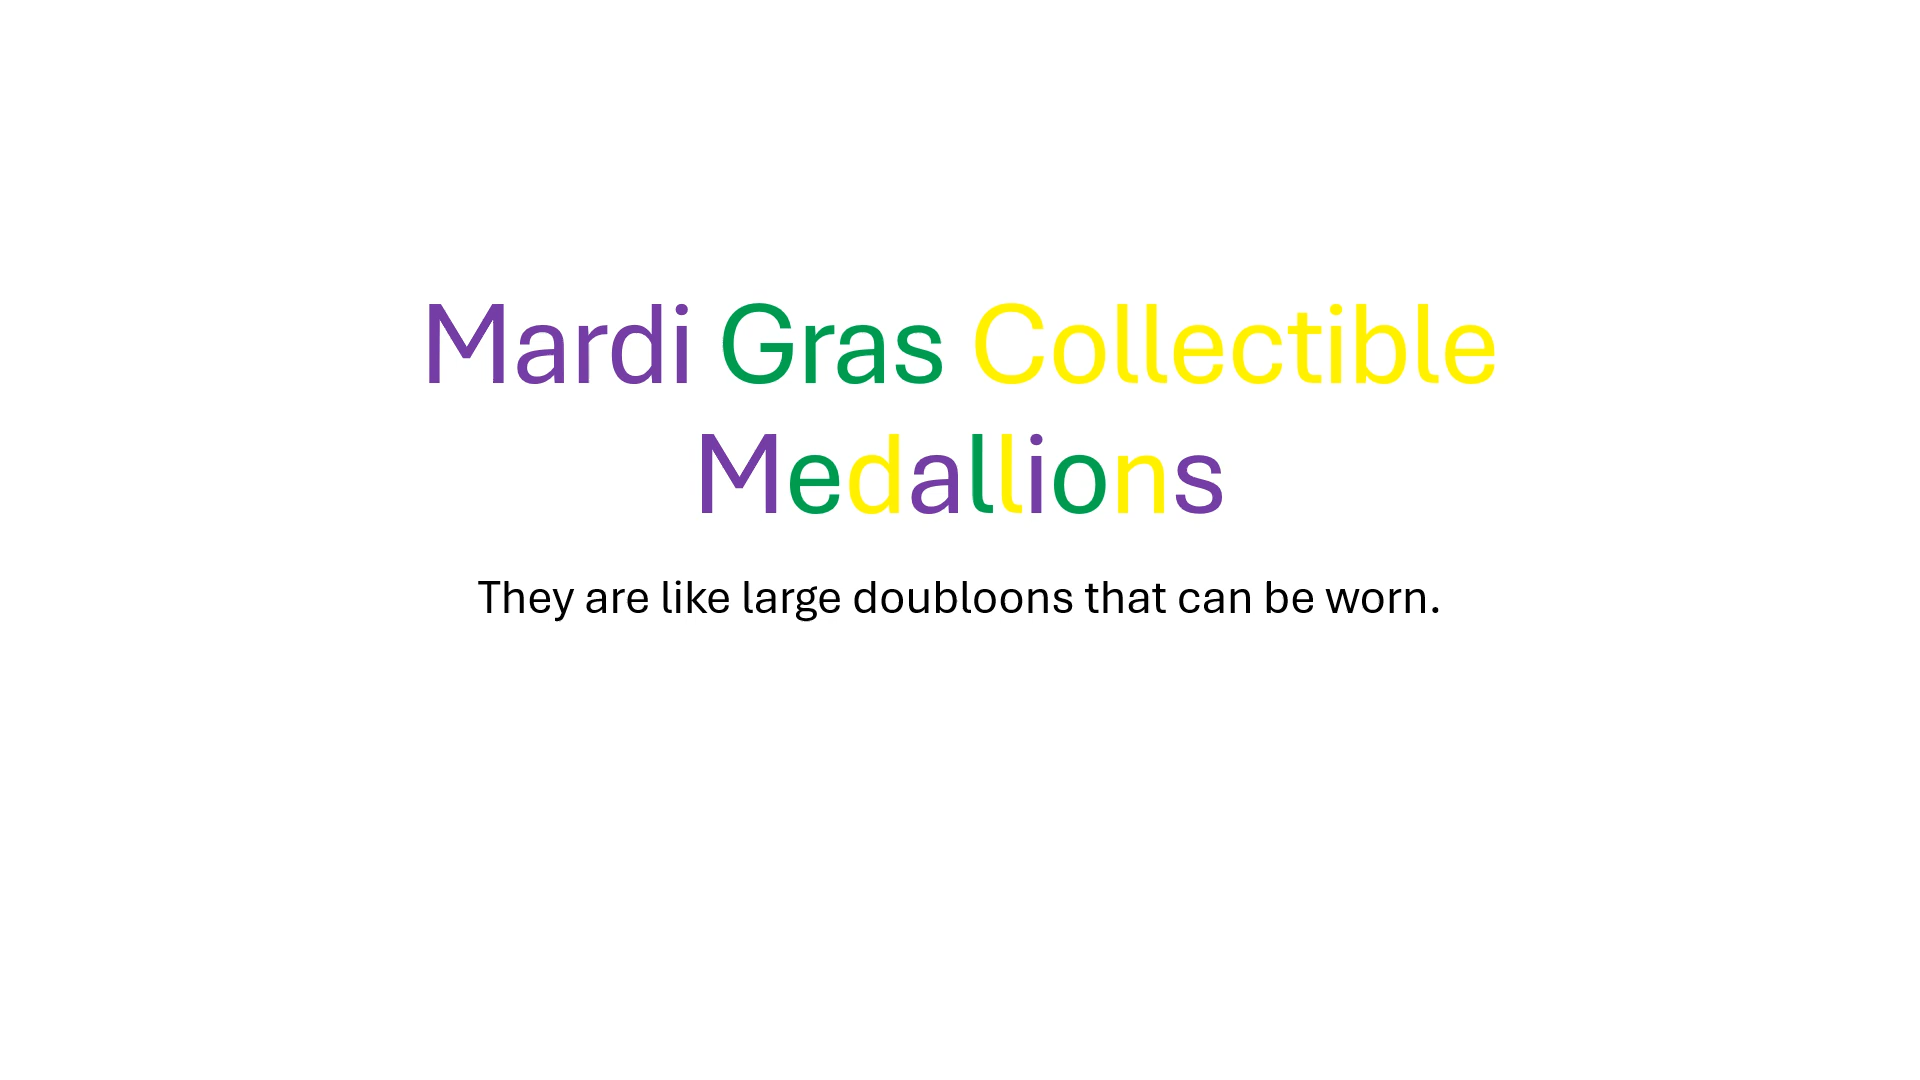 Mardi Gras Collectible
Medallions
They are like large doubloons that can be worn.